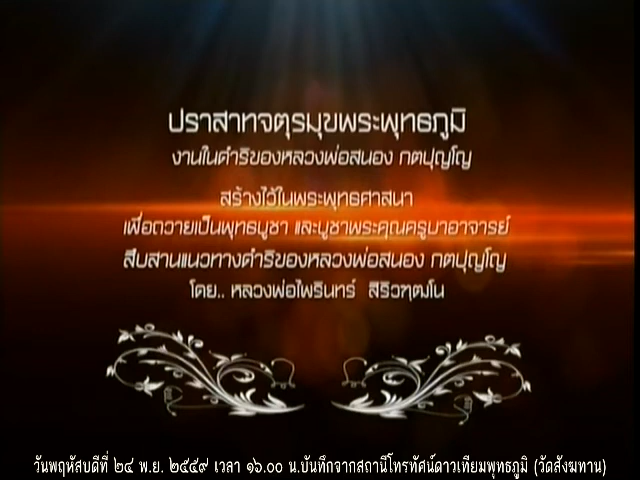 ปราสาทจตุรมุขพระพุทธภูมิ
งานในดำริของหลวงพ่อสนอง กตปุญโญ
สร้างไว้ในพระพุทธศาสนา
เพื่อถวายเป็นพุทธบูชา และบูชาพระคุณครูบาอาจารย์
สืบสานแนวทางดำริของหลวงพ่อสนอง กตปุญโญ
โดย.. หลวงพ่อไพรินทร์ สิริวฑฺฒโน
วันพฤหัสบดีที่ ๒๔ พ.ย. ๒๕๕๙ เวลา ๑๖.๐๐ น.บันทึกจากสถานีโทรทัศน์ดาวเทียมพุทธภูมิ (วัดสังฆทาน)